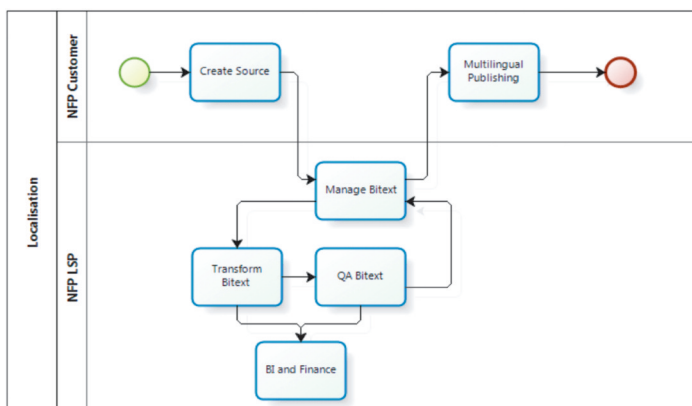 Localisation
NFP Customer
Create Source
Multilingual
Publishing
NFP LSP
Manage Bitext
Transform
Bitext
QA Bitext
BI and Finance